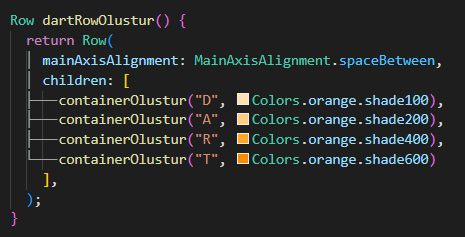 Row dartRowOlustur() {
return Row(
mainAxisAlignment: MainAxisAlignment.spaceBetween,
children: [
containerOlustur("D", Colors.orange.shade100),
containerOlustur("A", Colors.orange.shade200),
containerOlustur("R", Colors.orange.shade400),
containerOlustur("T", Colors.orange.shade600)
],
);
}